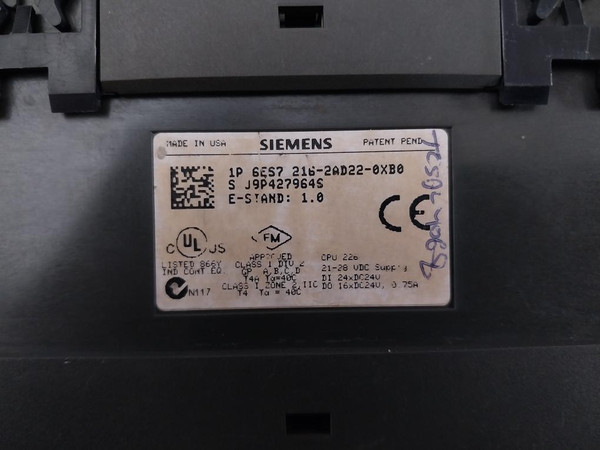 MADE IN USA SIEMENS PATENT PEND
1P 6ES7 216-2AD22-0XB0
S J9P427964S
E-STAND: 1.0
CE
C UL US
FM
LISTED 866Y
IND CONT EQ.
N117
APPROVED
CLASS 1 DIV 2
GP. A,B,C,D
T4A Ta=40C
CLASS 1 ZONE 2,IIC
T4 Ta = 40C
CPU 226
21-28 VDC Supply
DI 24xDC24V
DO 16xDC24V, 0.75A